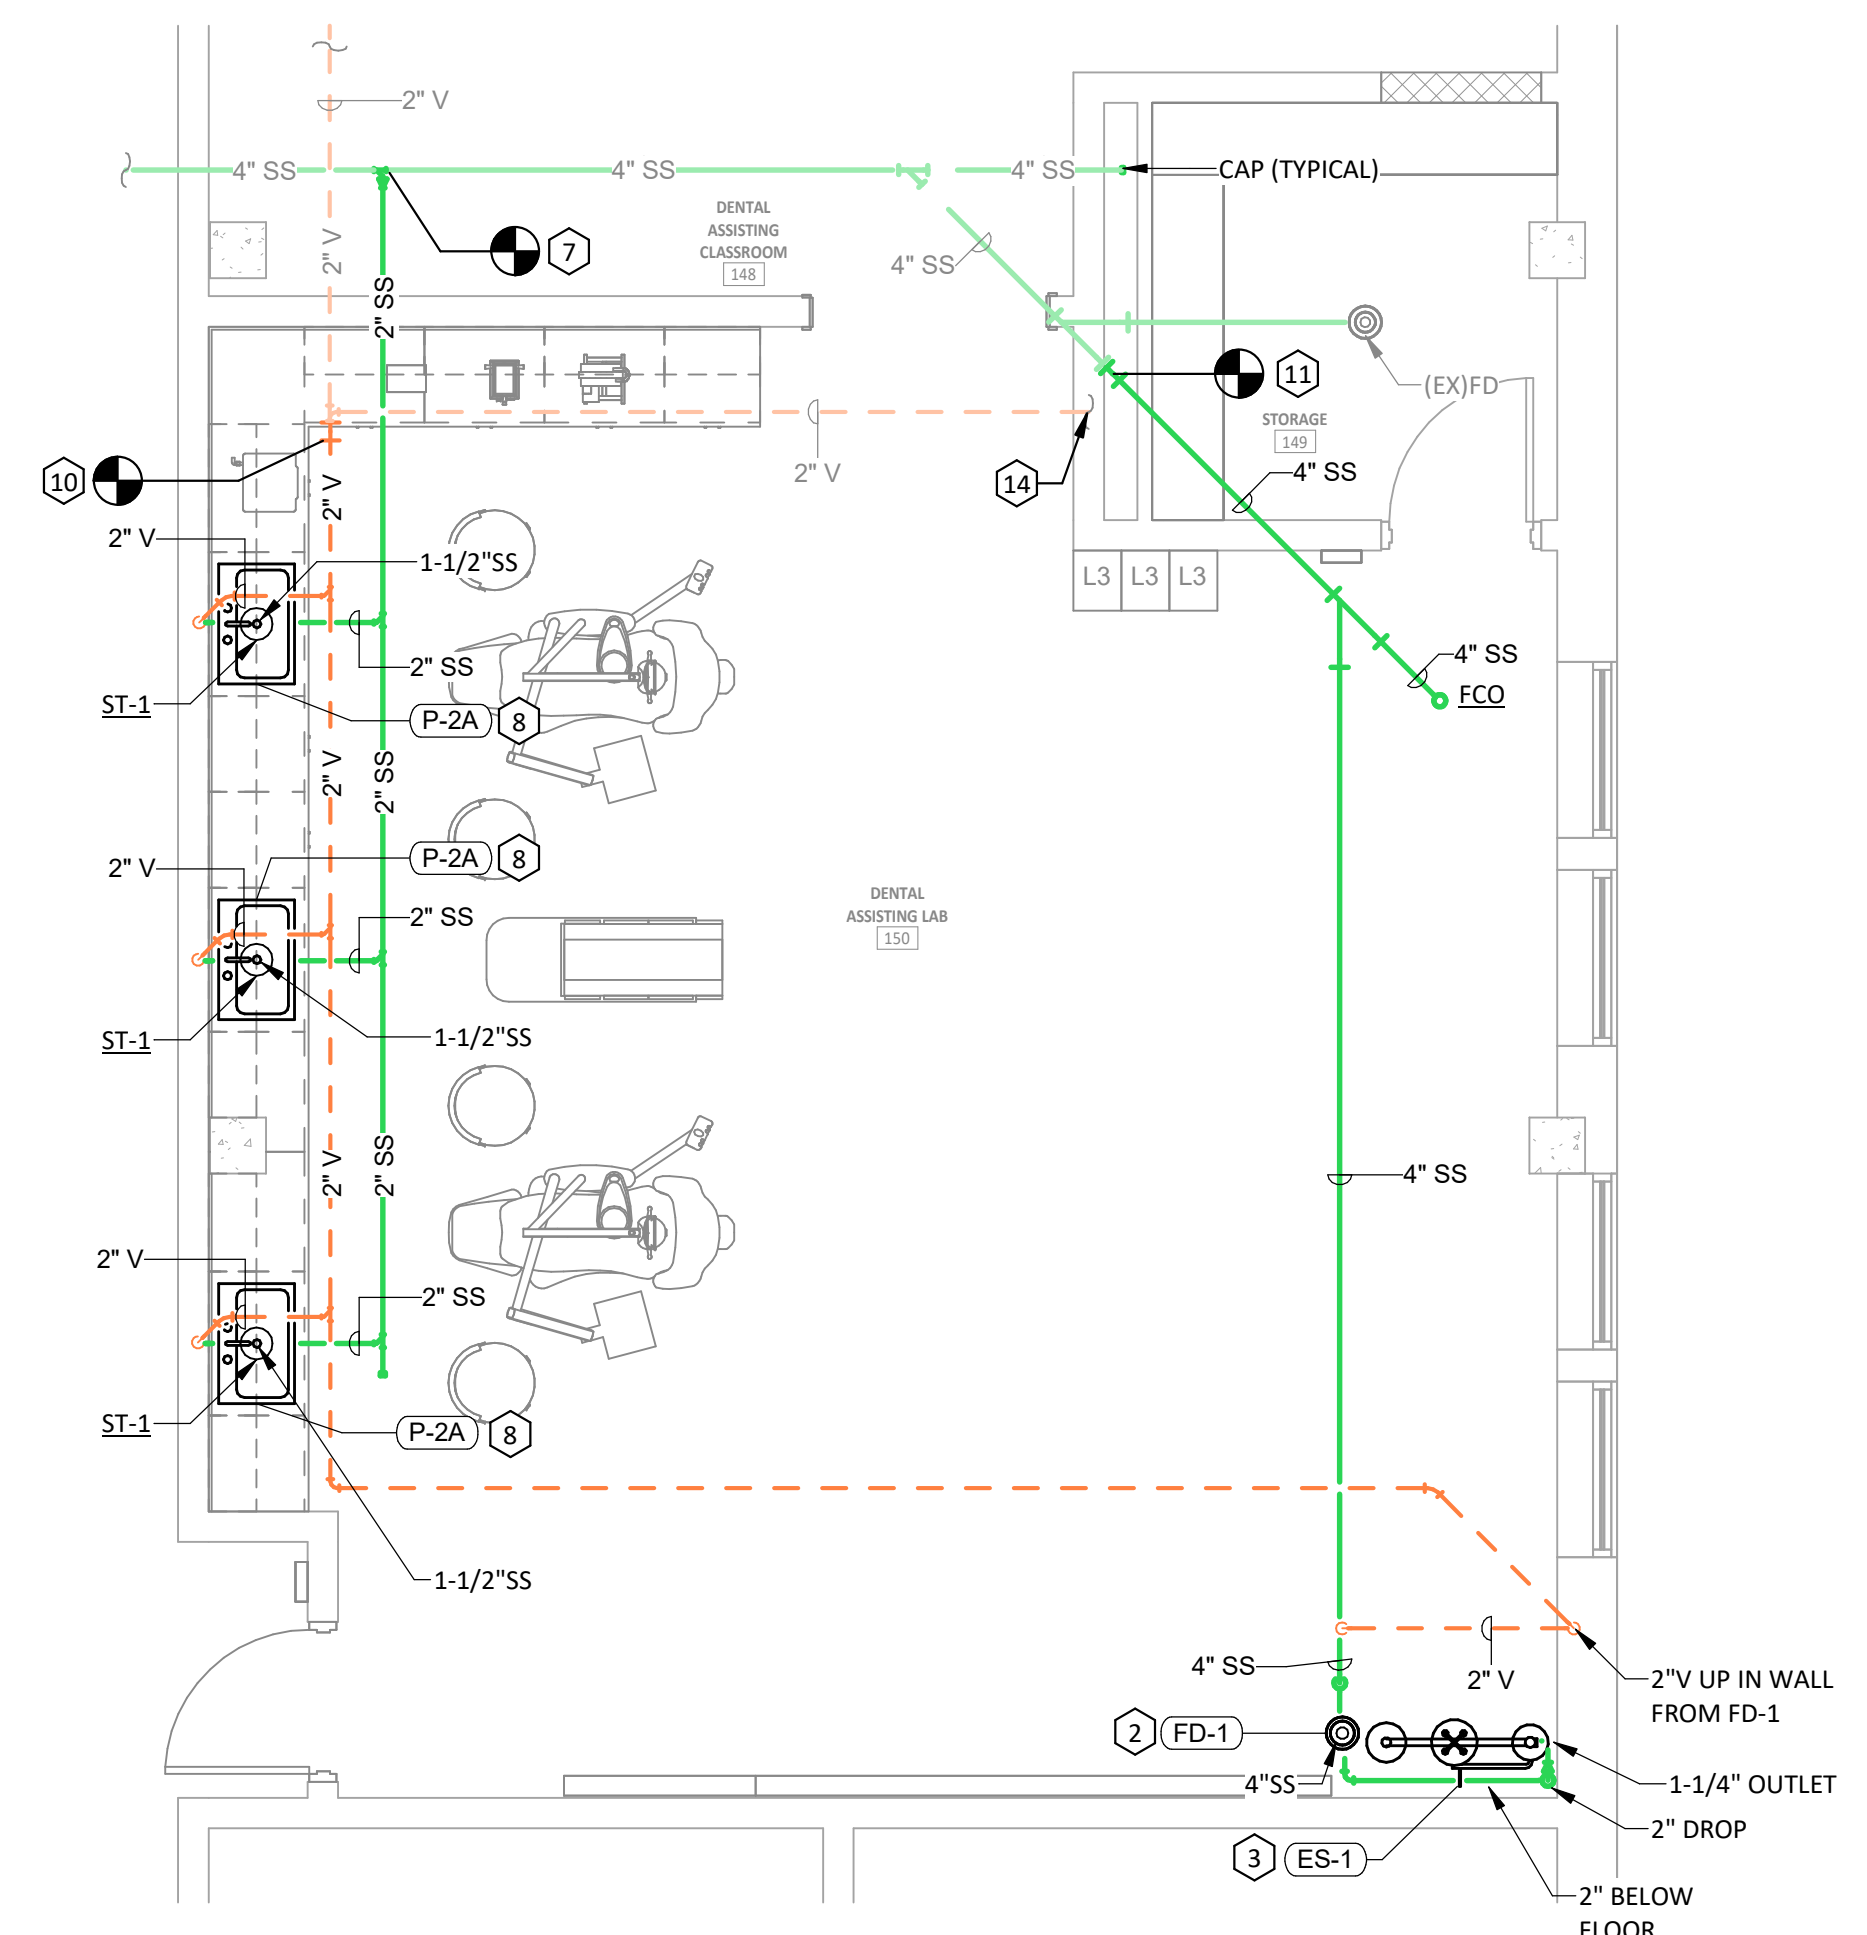 2" V
4" SS
4" SS
4" SS
CAP (TYPICAL)
DENTAL
ASSISTING
CLASSROOM
148
2" V
7
4" SS
2" SS
11
(EX)FD
STORAGE
149
2" V
14
4" SS
10
2" V
2" V
1-1/2"SS
L3
L3
L3
2" SS
4" SS
FCO
ST-1
P-2A
8
2" V
2" SS
2" V
P-2A
8
2" SS
DENTAL
ASSISTING LAB
150
ST-1
1-1/2"SS
2" V
2" SS
4" SS
2" V
2" SS
ST-1
P-2A
8
1-1/2"SS
4" SS
2" V
2"V UP IN WALL
FROM FD-1
2
FD-1
4"SS
1-1/4" OUTLET
2" DROP
3
ES-1
2" BELOW
FLOOR